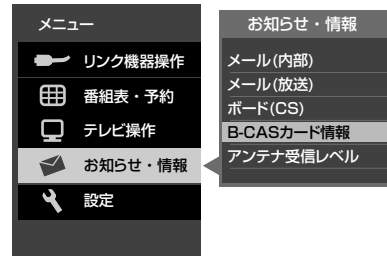 メニュー
リンク機器操作
番組表・予約
テレビ操作
お知らせ・情報
設定
お知らせ・情報
メール(内部)
メール(放送)
ボード(CS)
B-CASカード情報
アンテナ受信レベル